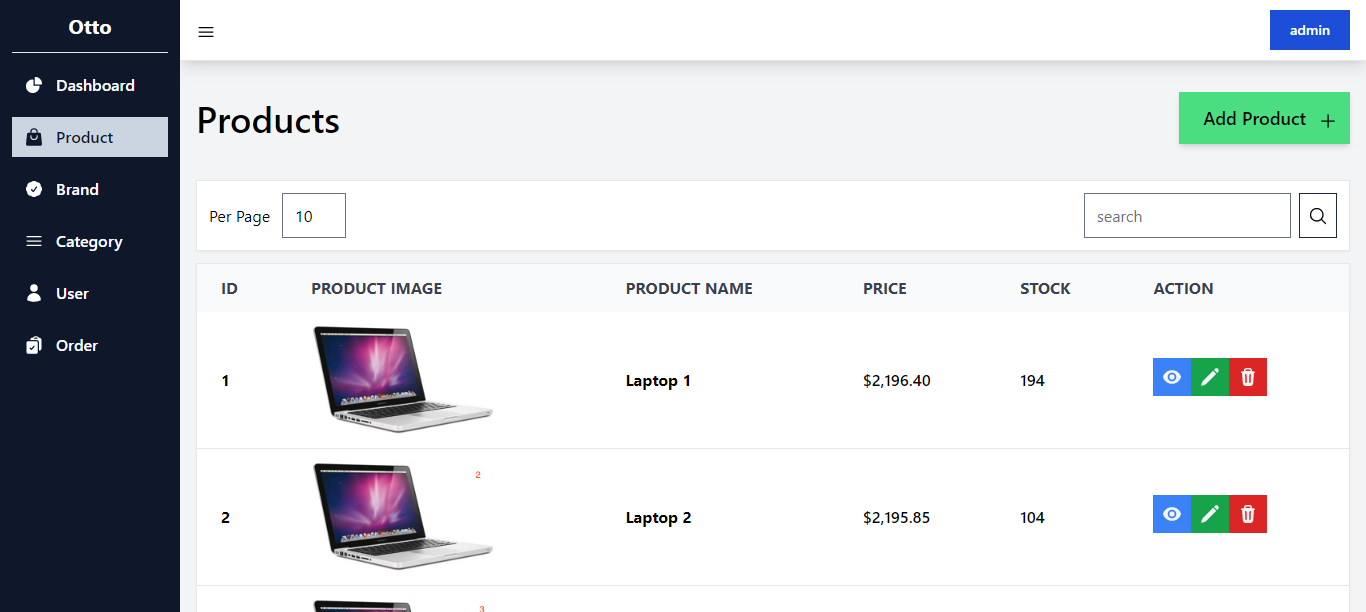 Otto
admin
Dashboard
Product
Brand
Category
User
Order
Products
Add Product
Per Page 10 search
ID PRODUCT IMAGE PRODUCT NAME PRICE STOCK ACTION
1 Laptop 1 $2,196.40 194
2
2 Laptop 2 $2,195.85 104
3